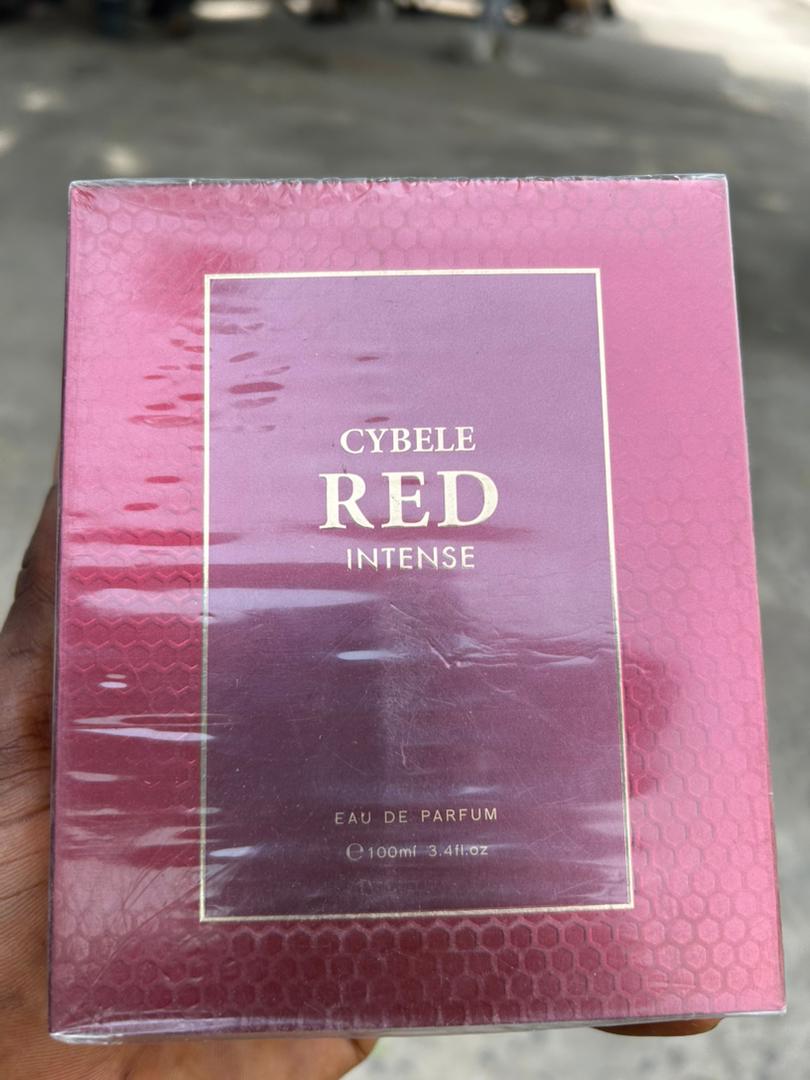 CYBELE
RED
INTENSE
EAU DE PARFUM
℮100ml 3.4fl.oz